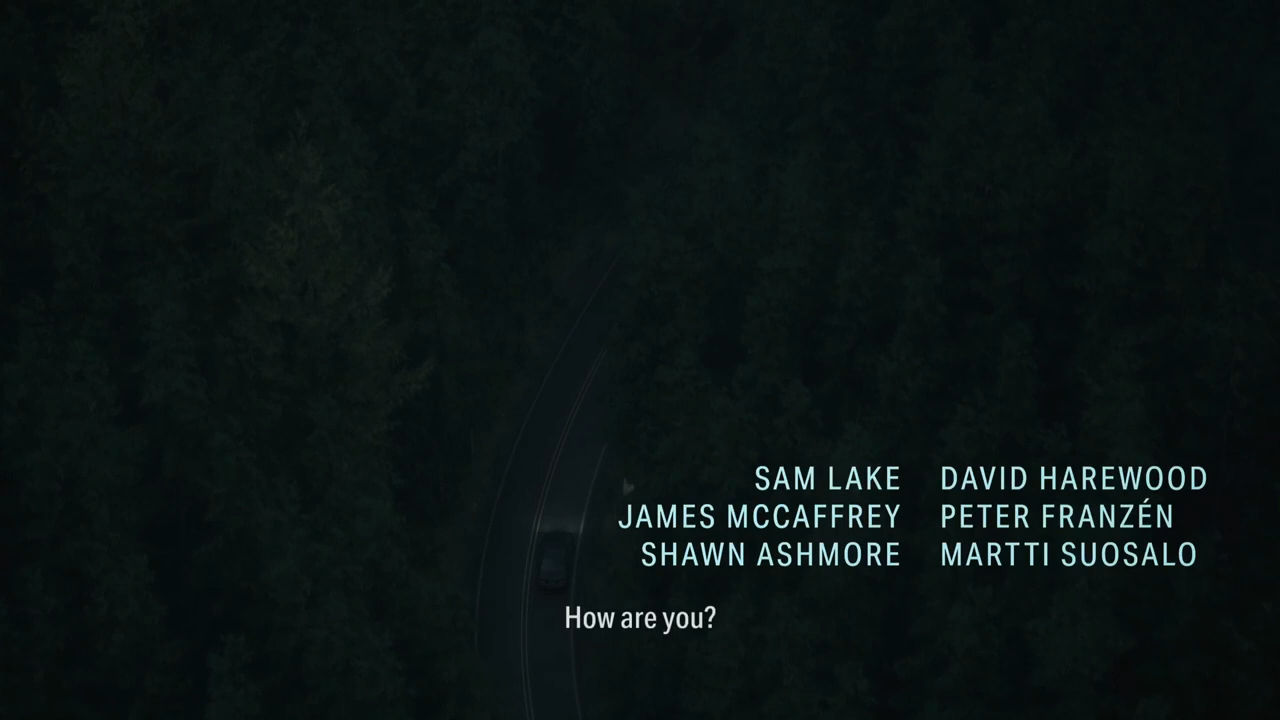 SAM LAKE DAVID HAREWOOD
JAMES MCCAFFREY PETER FRANZÉN
SHAWN ASHMORE MARTTI SUOSALO
How are you?